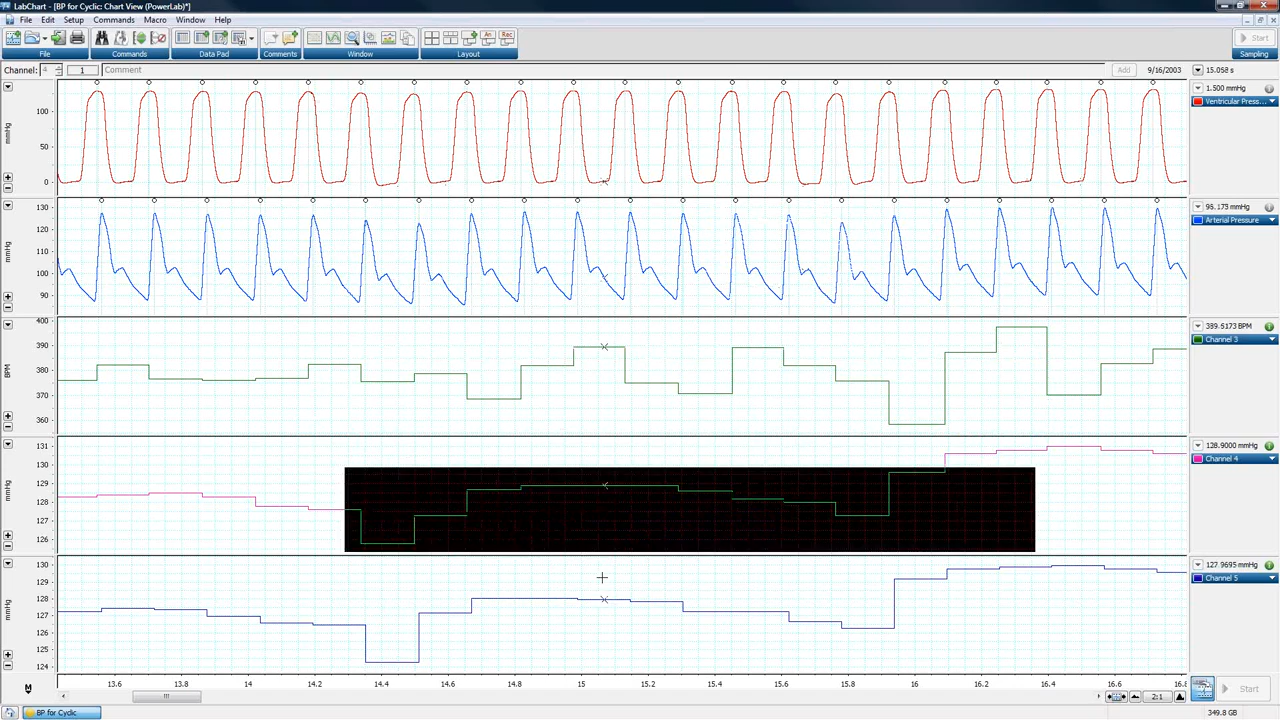 LabChart - [BP for Cyclic: Chart View (PowerLab)*]
File Edit Setup Commands Macro Window Help
File Commands Data Pad Comments Window Layout Start Sampling
Channel: 4 1 Comment Add 9/16/2003 15.058 s
1.500 mmHg
Ventricular Press...
100
50
0
mmHg
96.173 mmHg
Arterial Pressure
130
120
110
100
90
mmHg
389.6173 BPM
Channel 3
400
390
380
370
360
BPM
128.9000 mmHg
Channel 4
131
130
129
128
127
126
mmHg
127.9695 mmHg
Channel 5
130
129
128
127
126
125
124
mmHg
13.6 13.8 14 14.2 14.4 14.6 14.8 15 15.2 15.4 15.6 15.8 16 16.2 16.4 16.6 16.8
2:1 Start
BP for Cyclic 349.8 GB